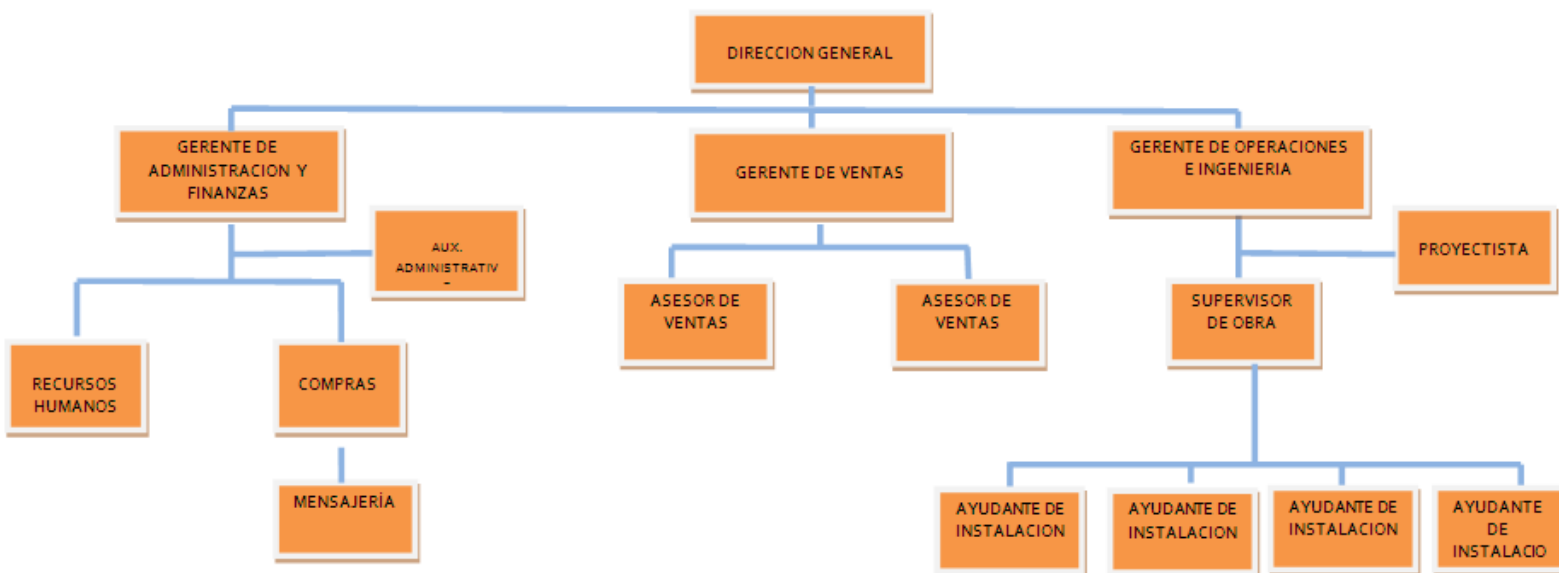 DIRECCION GENERAL
GERENTE DE
ADMINISTRACION Y
FINANZAS
GERENTE DE VENTAS
GERENTE DE OPERACIONES
E INGENIERIA
AUX.
ADMINISTRATIV
PROYECTISTA
ASESOR DE
VENTAS
ASESOR DE
VENTAS
SUPERVISOR
DE OBRA
RECURSOS
HUMANOS
COMPRAS
MENSAJERÌA
AYUDANTE DE
INSTALACION
AYUDANTE DE
INSTALACION
AYUDANTE DE
INSTALACION
AYUDANTE
DE
INSTALACIO